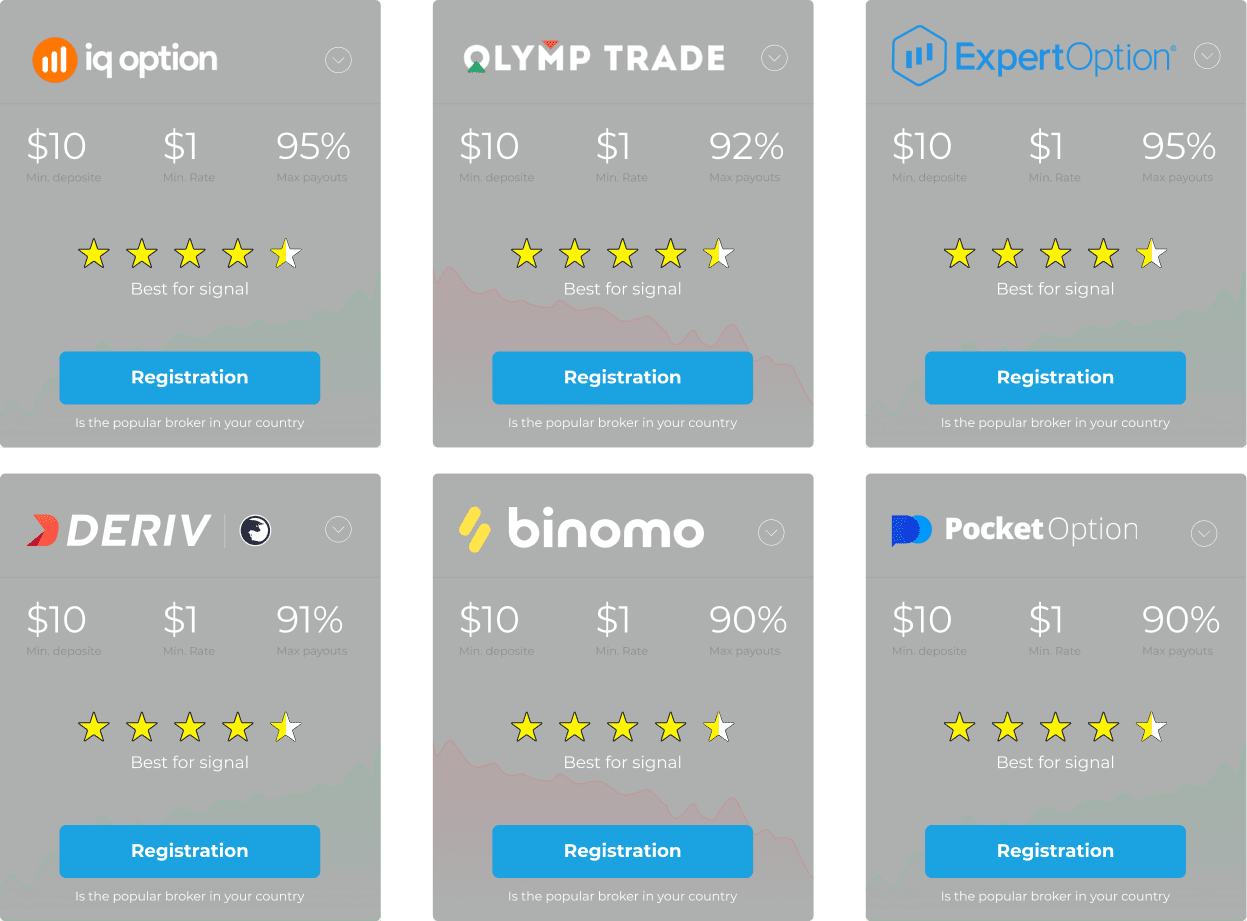 iq option
$10 $1 95%
Min. deposite Min. Rate Max payouts
Best for signal
Registration
Is the popular broker in your country
OLYMP TRADE
$10 $1 92%
Min. deposite Min. Rate Max payouts
Best for signal
Registration
Is the popular broker in your country
ExpertOption®
$10 $1 95%
Min. deposite Min. Rate Max payouts
Best for signal
Registration
Is the popular broker in your country
DERIV
$10 $1 91%
Min. deposite Min. Rate Max payouts
Best for signal
Registration
Is the popular broker in your country
binomo
$10 $1 90%
Min. deposite Min. Rate Max payouts
Best for signal
Registration
Is the popular broker in your country
PocketOption
$10 $1 90%
Min. deposite Min. Rate Max payouts
Best for signal
Registration
Is the popular broker in your country